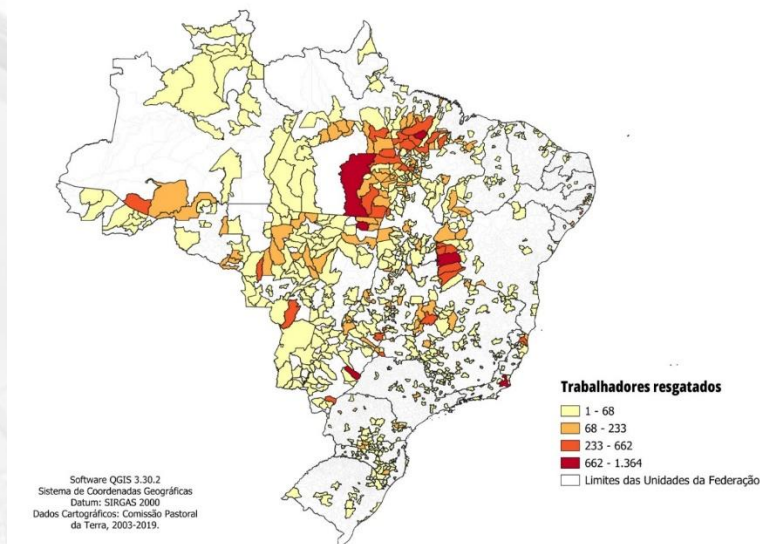 Trabalhadores resgatados
1 - 68
68 - 233
233 - 662
662 - 1.364
Limites das Unidades da Federação
Software QGIS 3.30.2
Sistema de Coordenadas Geográficas
Datum: SIRGAS 2000
Dados Cartográficos: Comissão Pastoral
da Terra, 2003-2019.